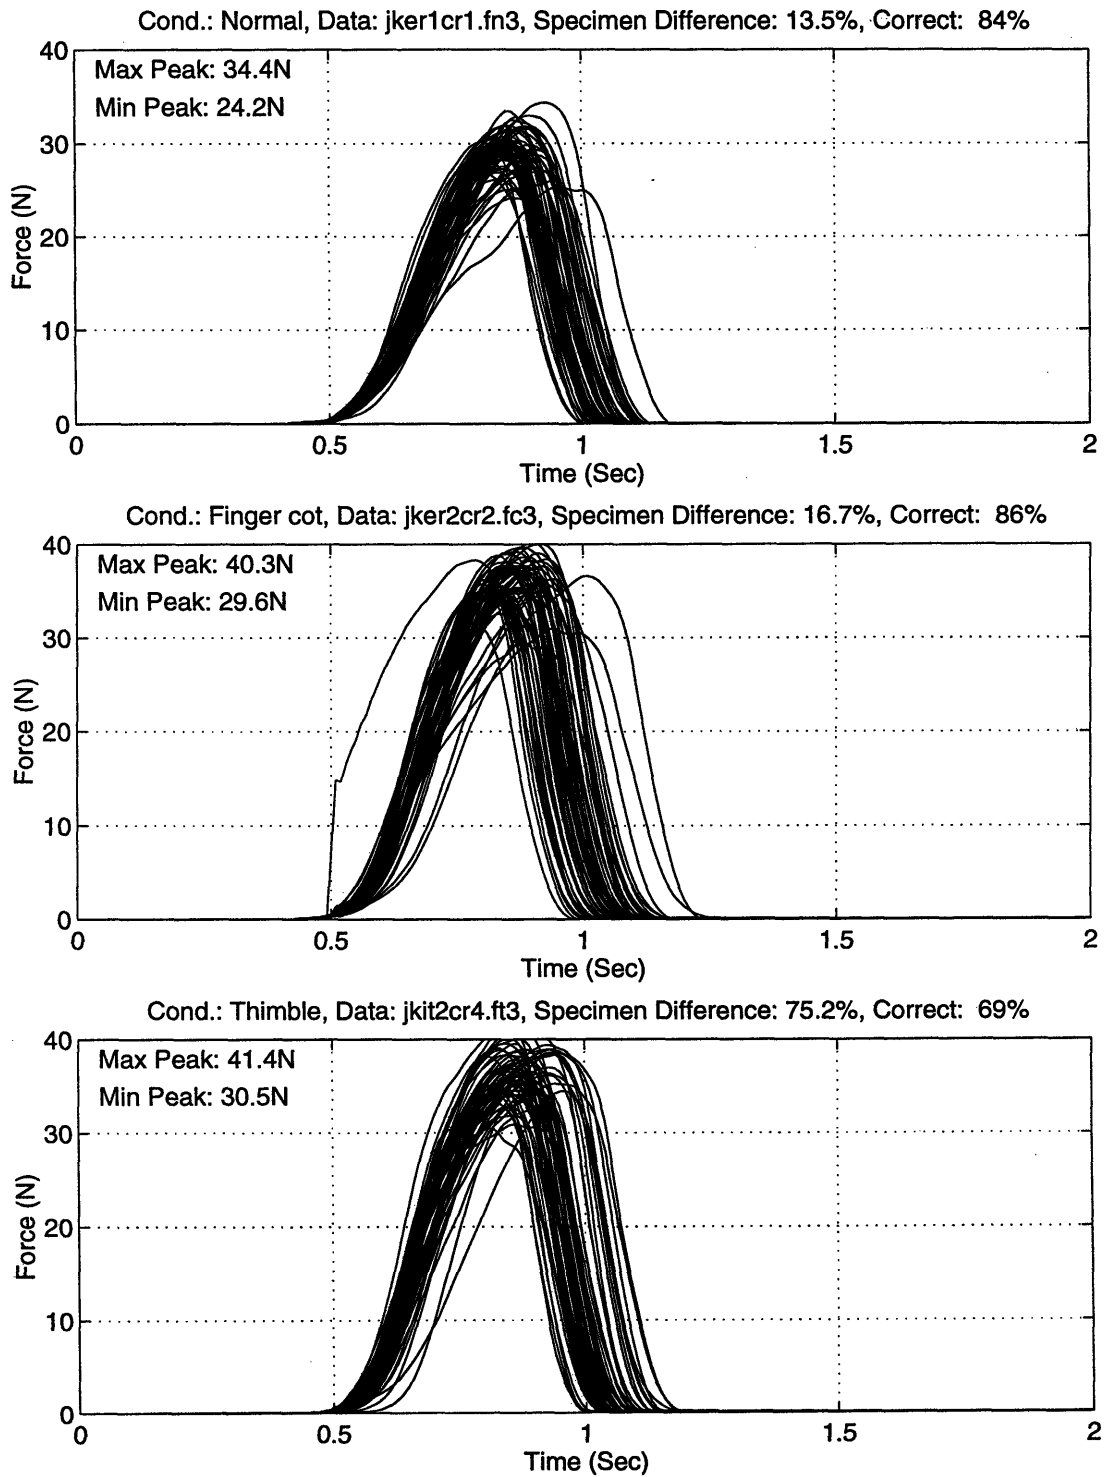 Cond.: Normal, Data: jker1cr1.fn3, Specimen Difference: 13.5%, Correct: 84%
Max Peak: 34.4N
Min Peak: 24.2N
40
30
20
10
0
Force (N)
0 0.5 1 1.5 2
Time (Sec)
Cond.: Finger cot, Data: jker2cr2.fc3, Specimen Difference: 16.7%, Correct: 86%
Max Peak: 40.3N
Min Peak: 29.6N
40
30
20
10
0
Force (N)
0 0.5 1 1.5 2
Time (Sec)
Cond.: Thimble, Data: jkit2cr4.ft3, Specimen Difference: 75.2%, Correct: 69%
Max Peak: 41.4N
Min Peak: 30.5N
40
30
20
10
0
Force (N)
0 0.5 1 1.5 2
Time (Sec)